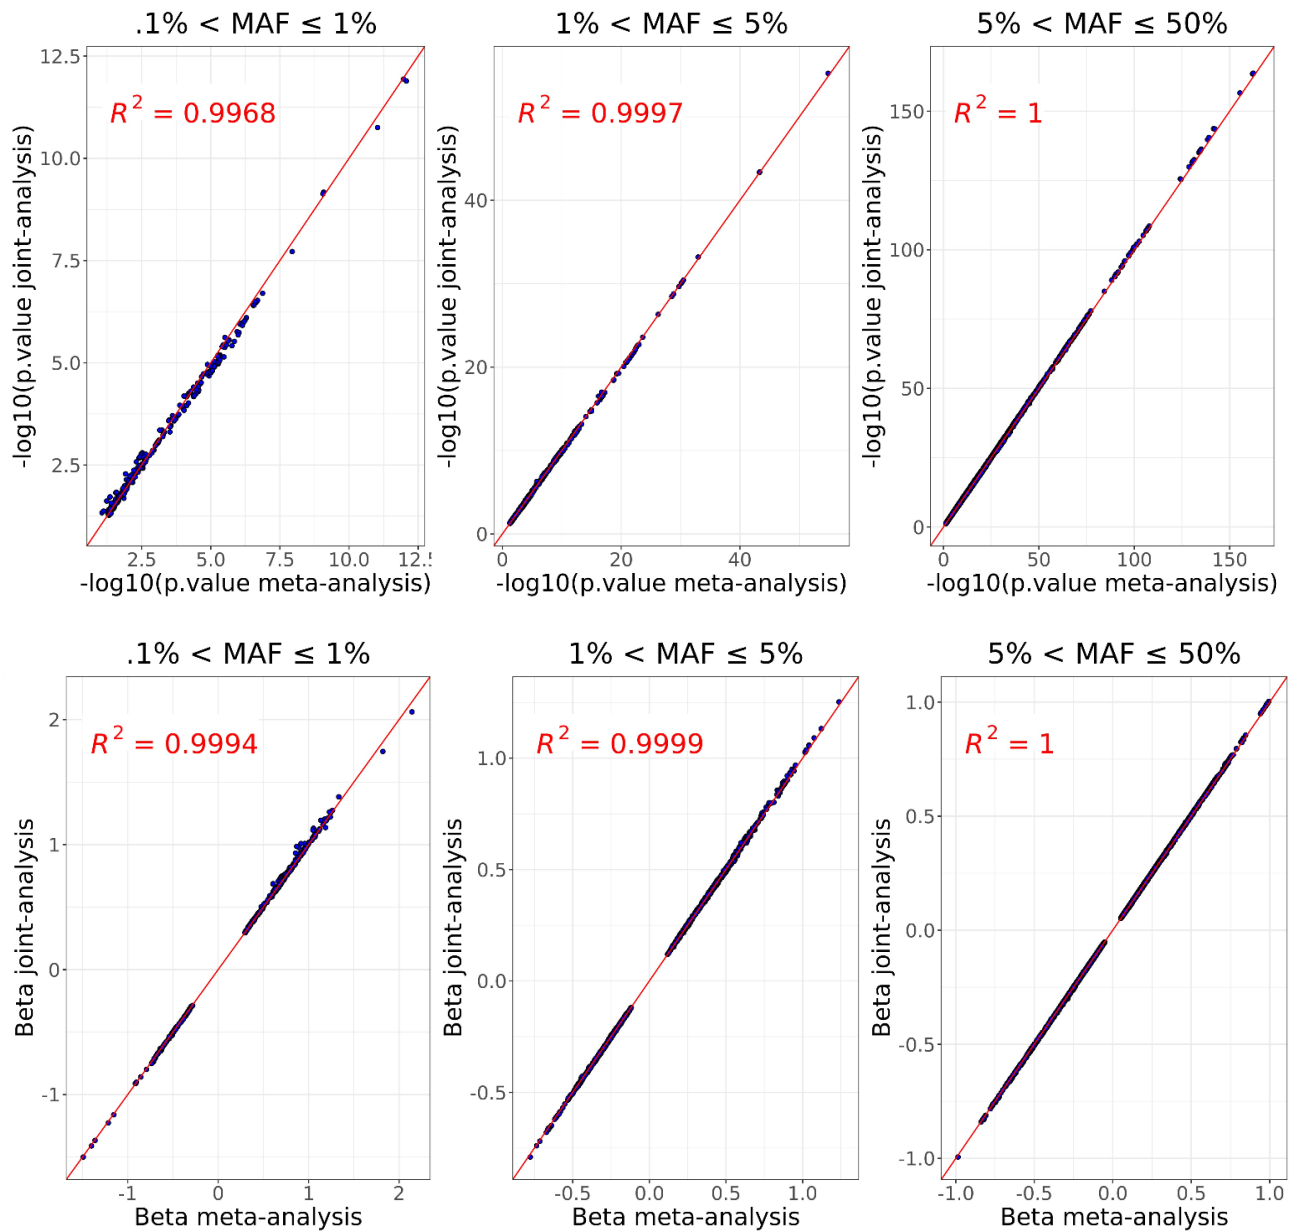 .1% < MAF ≤ 1%
1% < MAF ≤ 5%
5% < MAF ≤ 50%
R² = 0.9968
R² = 0.9997
R² = 1
-log10(p.value joint-analysis)
12.5
10.0
7.5
5.0
2.5
2.5 5.0 7.5 10.0 12.5
-log10(p.value meta-analysis)
-log10(p.value joint-analysis)
40
20
0
0 20 40
-log10(p.value meta-analysis)
-log10(p.value joint-analysis)
150
100
50
0
0 50 100 150
-log10(p.value meta-analysis)
.1% < MAF ≤ 1%
1% < MAF ≤ 5%
5% < MAF ≤ 50%
R² = 0.9994
R² = 0.9999
R² = 1
Beta joint-analysis
2
1
0
-1
-1 0 1 2
Beta meta-analysis
Beta joint-analysis
1.0
0.5
0.0
-0.5
-0.5 0.0 0.5 1.0
Beta meta-analysis
Beta joint-analysis
1.0
0.5
0.0
-0.5
-1.0
-1.0 -0.5 0.0 0.5 1.0
Beta meta-analysis